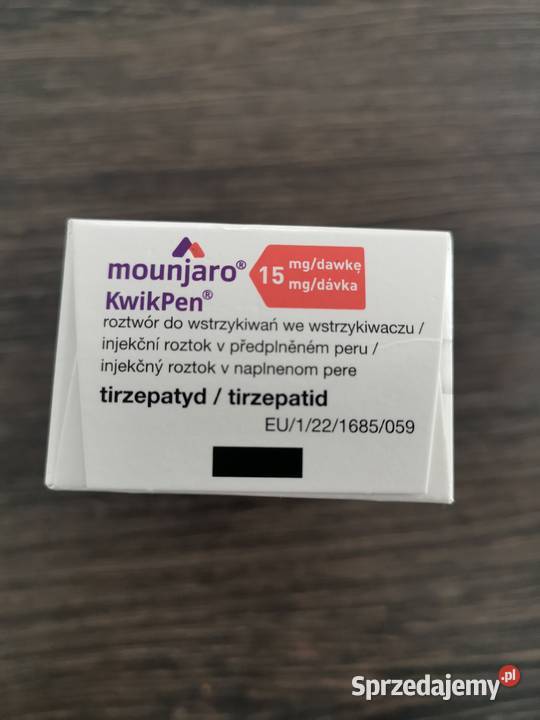 mounjaro®
KwikPen®
15 mg/dawkę
mg/dávka
roztwór do wstrzykiwań we wstrzykiwaczu /
injekční roztok v předplněném peru /
injekčný roztok v naplnenom pere
tirzepatyd / tirzepatid
EU/1/22/1685/059
Sprzedajemy.pl